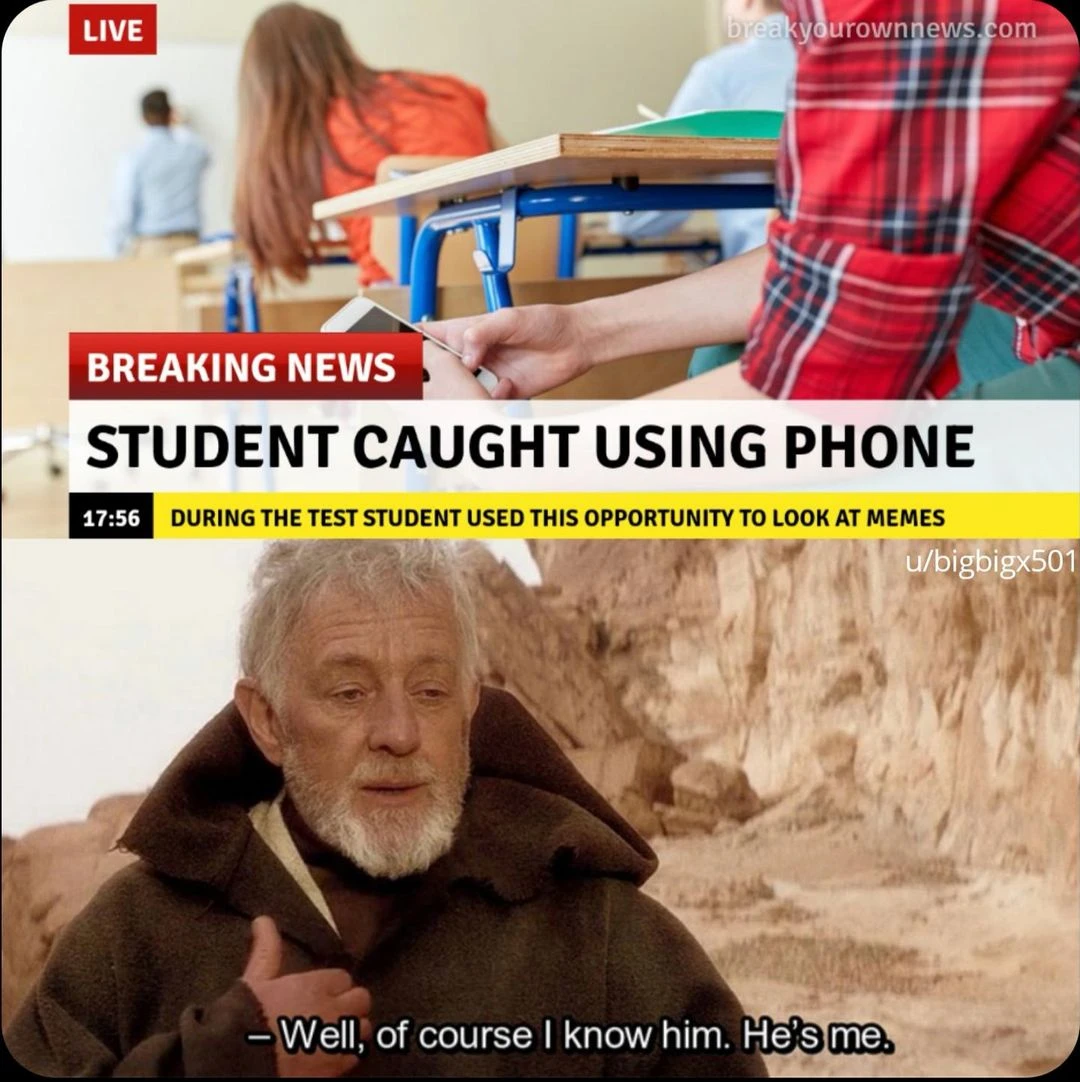 LIVE
breakyourownnews.com
BREAKING NEWS
STUDENT CAUGHT USING PHONE
17:56 DURING THE TEST STUDENT USED THIS OPPORTUNITY TO LOOK AT MEMES
u/bigbigx501
– Well, of course I know him. He's me.